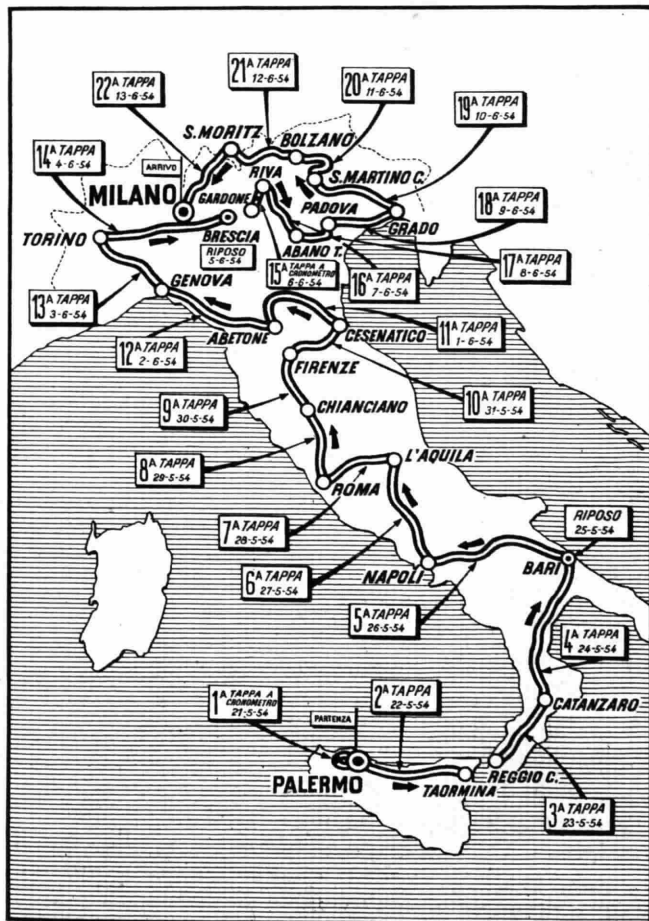 21ᴬ TAPPA
12-6-54
22ᴬ TAPPA
13-6-54
20ᴬ TAPPA
11-6-54
19ᴬ TAPPA
10-6-54
14ᴬ TAPPA
4-6-54
ARRIVO
S. MORITZ
BOLZANO
S. MARTINO C.
RIVA
MILANO
GARDONE
PADOVA
18ᴬ TAPPA
9-6-54
TORINO
BRESCIA
RIPOSO
5-6-54
ABANO T.
GRADO
17ᴬ TAPPA
8-6-54
15ᴬ TAPPA A
CRONOMETRO
6-6-54
16ᴬ TAPPA
7-6-54
13ᴬ TAPPA
3-6-54
GENOVA
12ᴬ TAPPA
2-6-54
ABETONE
CESENATICO
11ᴬ TAPPA
1-6-54
FIRENZE
9ᴬ TAPPA
30-5-54
CHIANCIANO
10ᴬ TAPPA
31-5-54
8ᴬ TAPPA
29-5-54
ROMA
L'AQUILA
7ᴬ TAPPA
28-5-54
RIPOSO
25-5-54
6ᴬ TAPPA
27-5-54
NAPOLI
BARI
5ᴬ TAPPA
26-5-54
4ᴬ TAPPA
24-5-54
1ᴬ TAPPA A
CRONOMETRO
21-5-54
PARTENZA
2ᴬ TAPPA
22-5-54
CATANZARO
PALERMO
TAORMINA
REGGIO C.
3ᴬ TAPPA
23-5-54